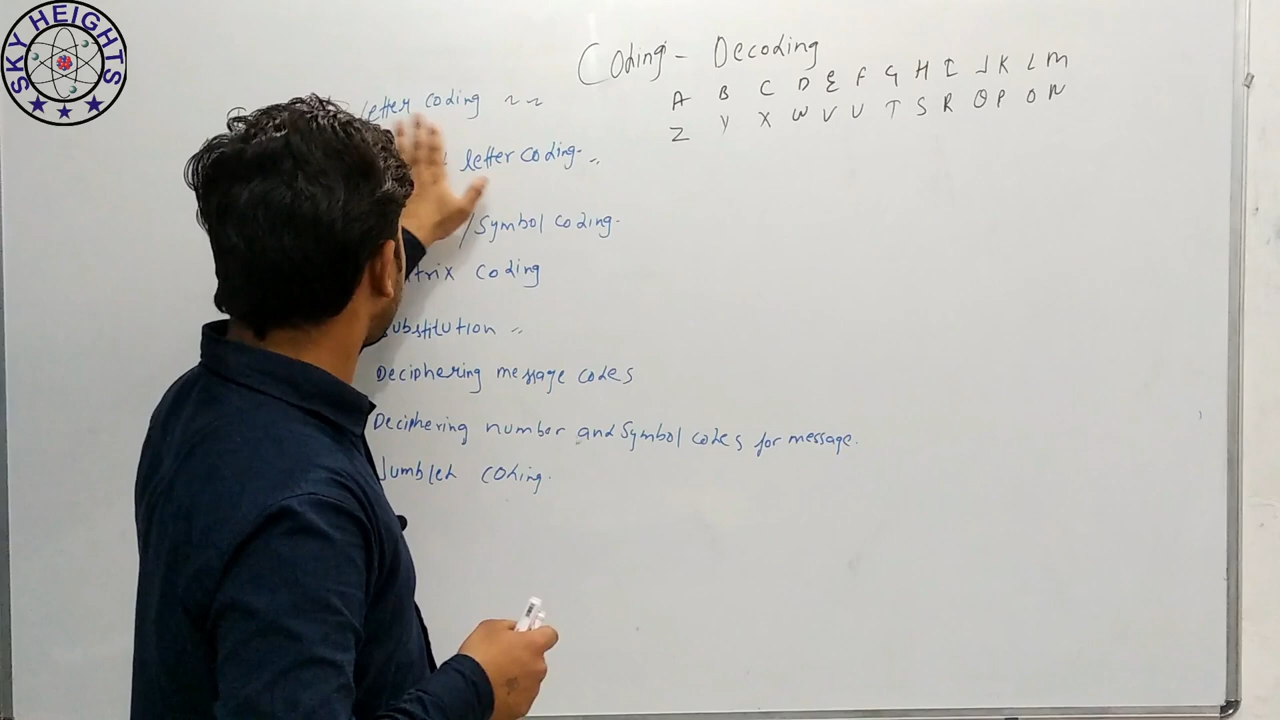 SKY HEIGHTS
Coding - Decoding
A B C D E F G H I J K L M
Z Y X W V U T S R Q P O N
letter coding
letter coding
/Symbol coding.
trix coding
Substitution "
Deciphering message codes
Deciphering number and Symbol codes for message.
Jumbled coding.